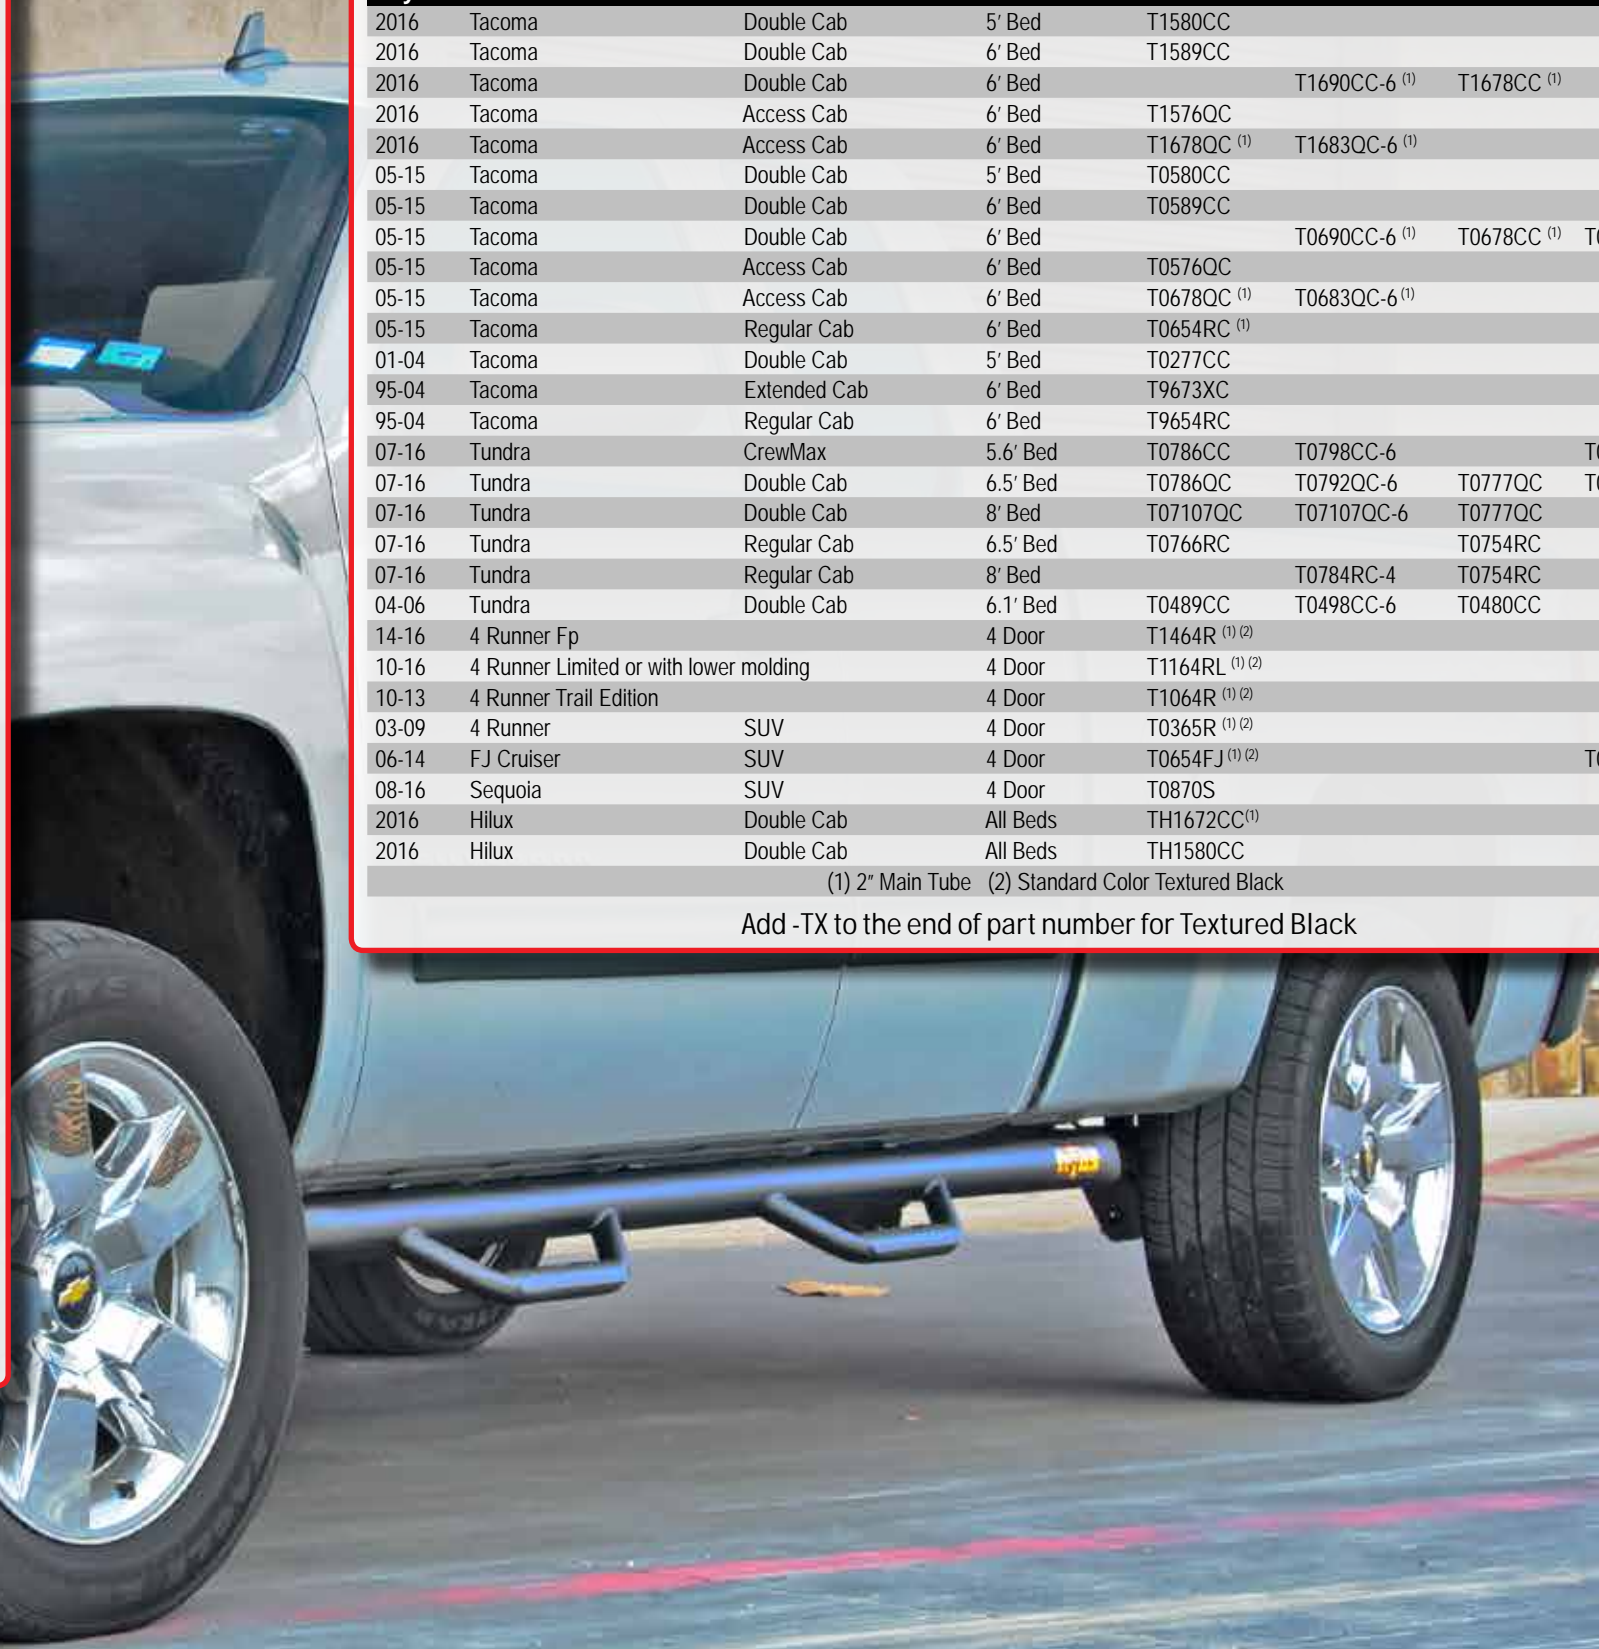 2016 Tacoma Double Cab 5' Bed T1580CC
2016 Tacoma Double Cab 6' Bed T1589CC
2016 Tacoma Double Cab 6' Bed T1690CC-6 (1) T1678CC (1)
2016 Tacoma Access Cab 6' Bed T1576QC
2016 Tacoma Access Cab 6' Bed T1678QC (1) T1683QC-6 (1)
05-15 Tacoma Double Cab 5' Bed T0580CC
05-15 Tacoma Double Cab 6' Bed T0589CC
05-15 Tacoma Double Cab 6' Bed T0690CC-6 (1) T0678CC (1)
05-15 Tacoma Access Cab 6' Bed T0576QC
05-15 Tacoma Access Cab 6' Bed T0678QC (1) T0683QC-6 (1)
05-15 Tacoma Regular Cab 6' Bed T0654RC (1)
01-04 Tacoma Double Cab 5' Bed T0277CC
95-04 Tacoma Extended Cab 6' Bed T9673XC
95-04 Tacoma Regular Cab 6' Bed T9654RC
07-16 Tundra CrewMax 5.6' Bed T0786CC T0798CC-6
07-16 Tundra Double Cab 6.5' Bed T0786QC T0792QC-6 T0777QC
07-16 Tundra Double Cab 8' Bed T07107QC T07107QC-6 T0777QC
07-16 Tundra Regular Cab 6.5' Bed T0766RC T0754RC
07-16 Tundra Regular Cab 8' Bed T0784RC-4 T0754RC
04-06 Tundra Double Cab 6.1' Bed T0489CC T0498CC-6 T0480CC
14-16 4 Runner Fp 4 Door T1464R (1) (2)
10-16 4 Runner Limited or with lower molding 4 Door T1164RL (1) (2)
10-13 4 Runner Trail Edition 4 Door T1064R (1) (2)
03-09 4 Runner SUV 4 Door T0365R (1) (2)
06-14 FJ Cruiser SUV 4 Door T0654FJ (1) (2)
08-16 Sequoia SUV 4 Door T0870S
2016 Hilux Double Cab All Beds TH1672CC(1)
2016 Hilux Double Cab All Beds TH1580CC
(1) 2" Main Tube (2) Standard Color Textured Black
Add -TX to the end of part number for Textured Black